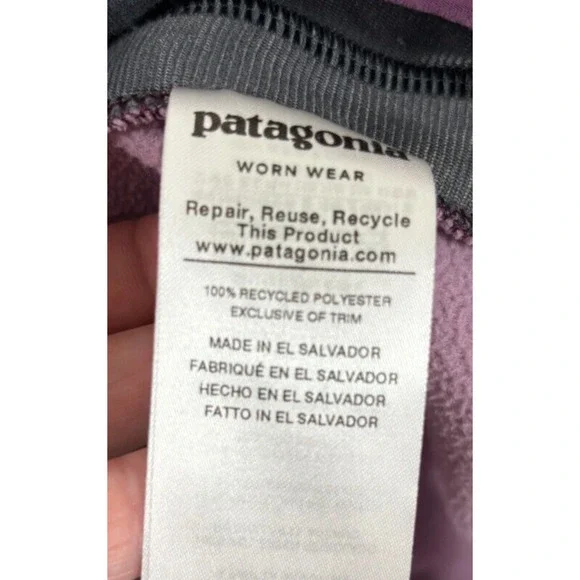 patagonia
WORN WEAR
Repair, Reuse, Recycle
This Product
www.patagonia.com
100% RECYCLED POLYESTER
EXCLUSIVE OF TRIM
MADE IN EL SALVADOR
FABRIQUÉ EN EL SALVADOR
HECHO EN EL SALVADOR
FATTO IN EL SALVADOR